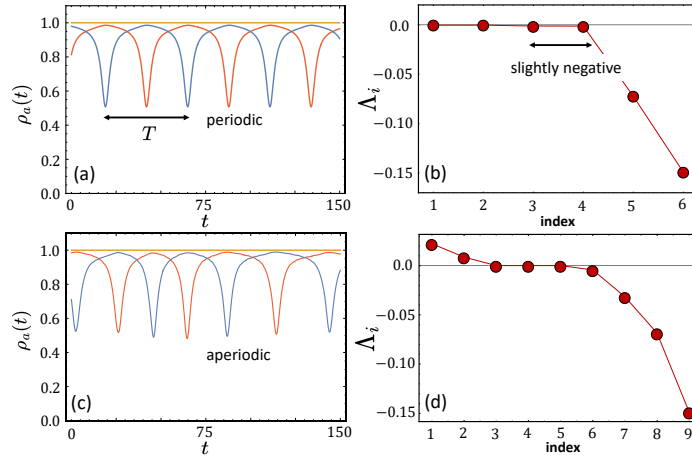 1.0
0.8
0.6
0.4
0.2
0.0
ρa(t)
T
periodic
(a)
0
75
150
t
0.0
−0.05
−0.10
−0.15
Λi
slightly negative
(b)
1 2 3 4 5 6
index
1.0
0.8
0.6
0.4
0.2
0.0
ρa(t)
aperiodic
(c)
0
75
150
t
0.0
−0.05
−0.10
−0.15
Λi
(d)
1 2 3 4 5 6 7 8 9
index